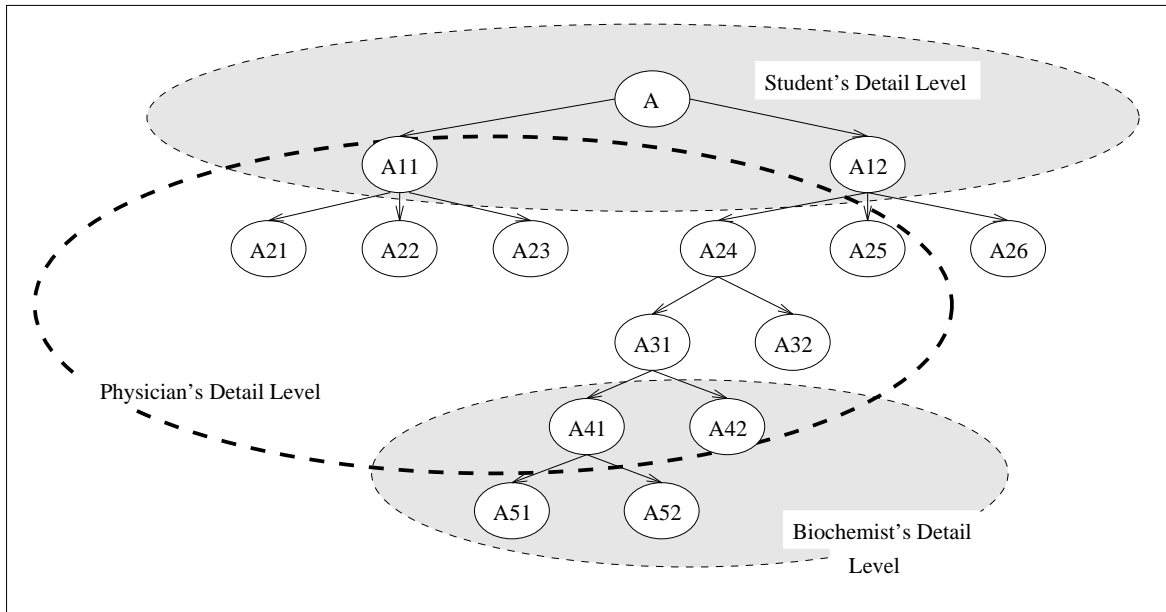 Student's Detail Level
A
A11
A12
A21
A22
A23
A24
A25
A26
A31
A32
Physician's Detail Level
A41
A42
A51
A52
Biochemist's Detail
Level